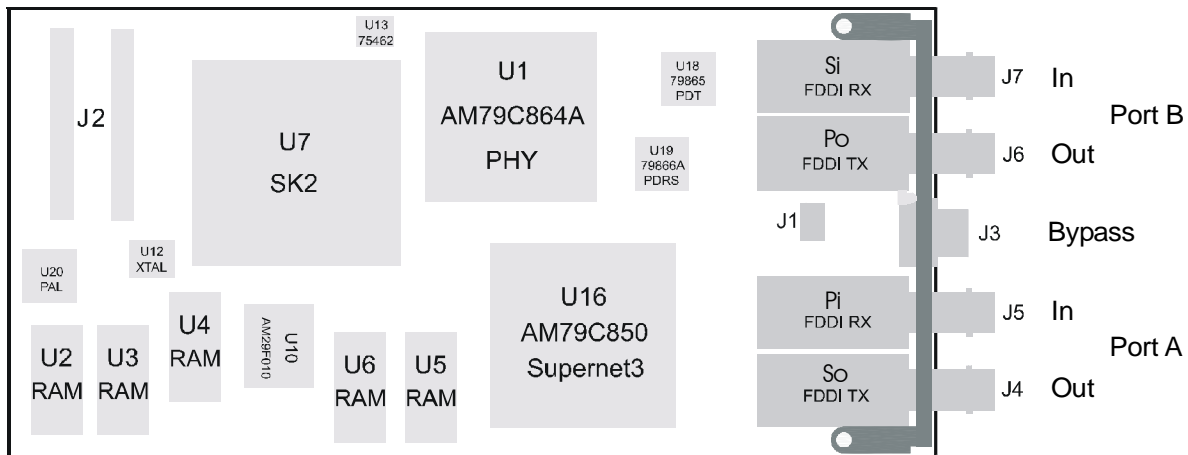 U13
75462
J2
U7
SK2
U1
AM79C864A
PHY
U18
79865
PDT
U19
79866A
PDRS
Si
FDDI RX
J7 In
Port B
Po
FDDI TX
J6 Out
J1
J3 Bypass
U20
PAL
U12
XTAL
U2
RAM
U3
RAM
U4
RAM
U10
AM29F010
U6
RAM
U5
RAM
U16
AM79C850
Supernet3
Pi
FDDI RX
J5 In
Port A
So
FDDI TX
J4 Out